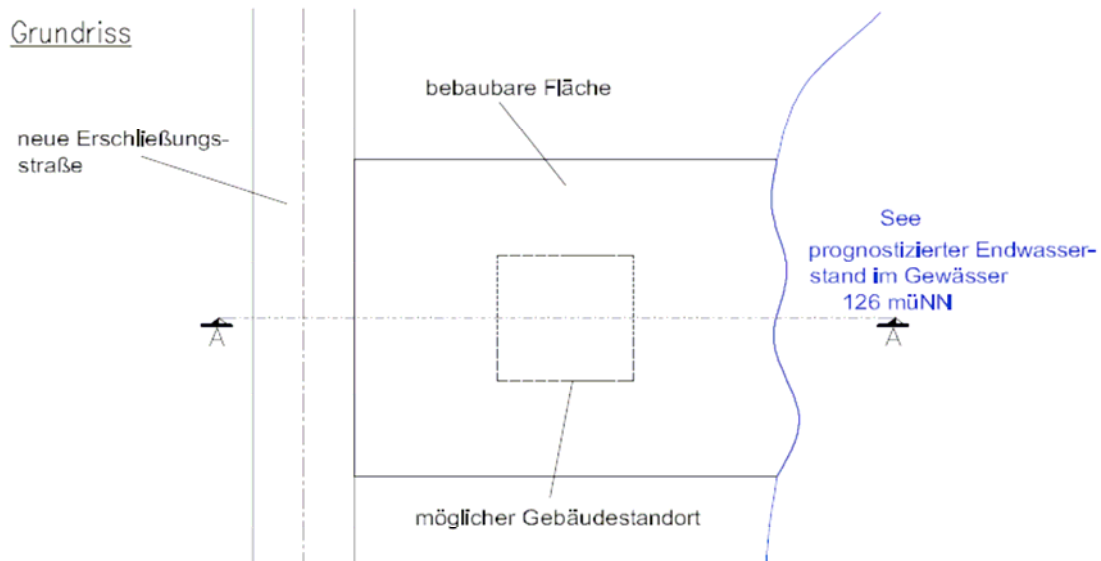 Grundriss
bebaubare Fläche
neue Erschließungs-
straße
See
prognostizierter Endwasser-
stand im Gewässer
126 müNN
A
A
möglicher Gebäudestandort